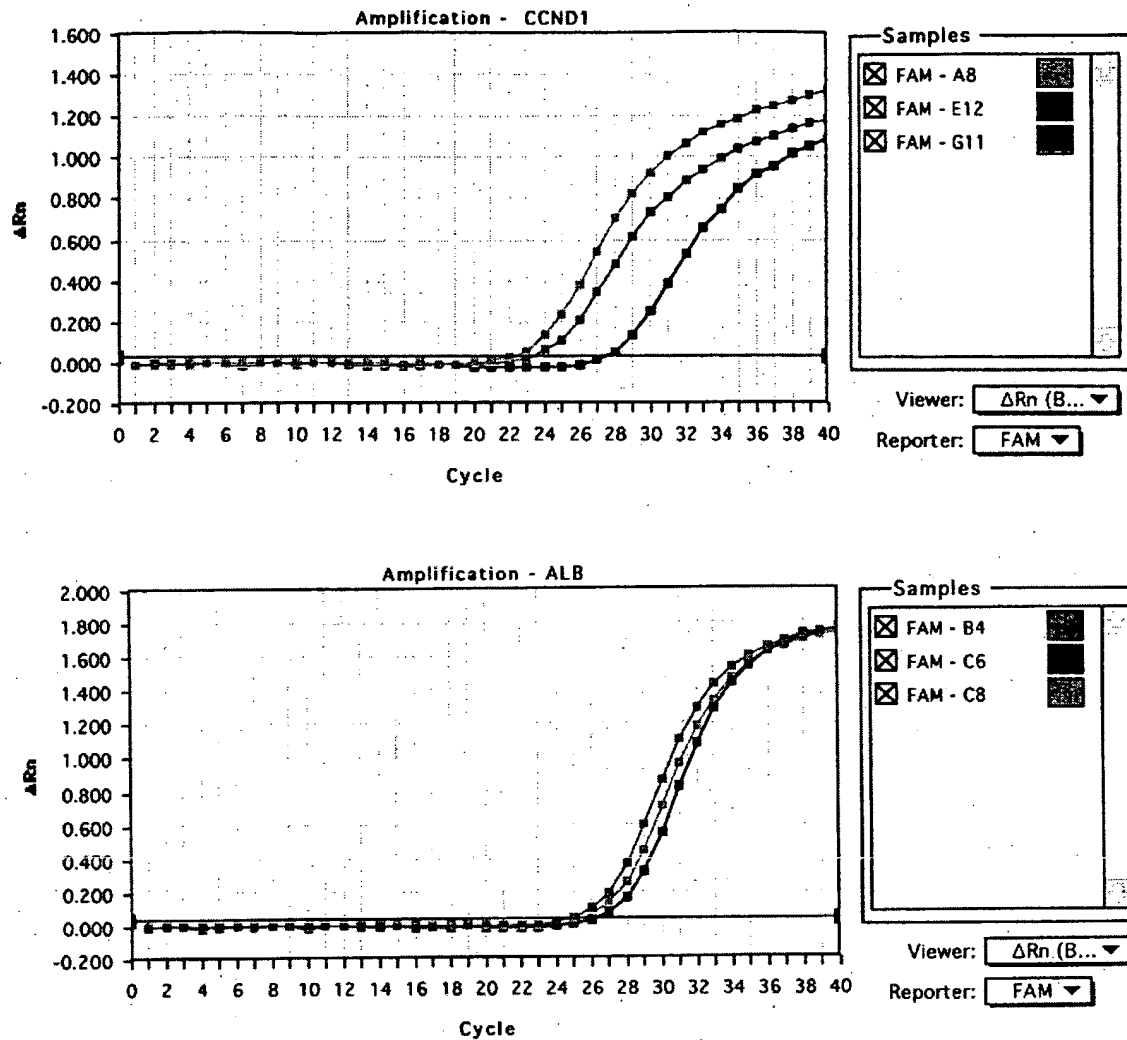 Amplification - CCND1
1.600
1.400
1.200
1.000
0.800
0.600
0.400
0.200
0.000
-0.200
ΔRn
0 2 4 6 8 10 12 14 16 18 20 22 24 26 28 30 32 34 36 38 40
Cycle
Samples
FAM - A8
FAM - E12
FAM - G11
Viewer: ΔRn (B...
Reporter: FAM
Amplification - ALB
2.000
1.800
1.600
1.400
1.200
1.000
0.800
0.600
0.400
0.200
0.000
-0.200
ΔRn
0 2 4 6 8 10 12 14 16 18 20 22 24 26 28 30 32 34 36 38 40
Cycle
Samples
FAM - B4
FAM - C6
FAM - C8
Viewer: ΔRn (B...
Reporter: FAM